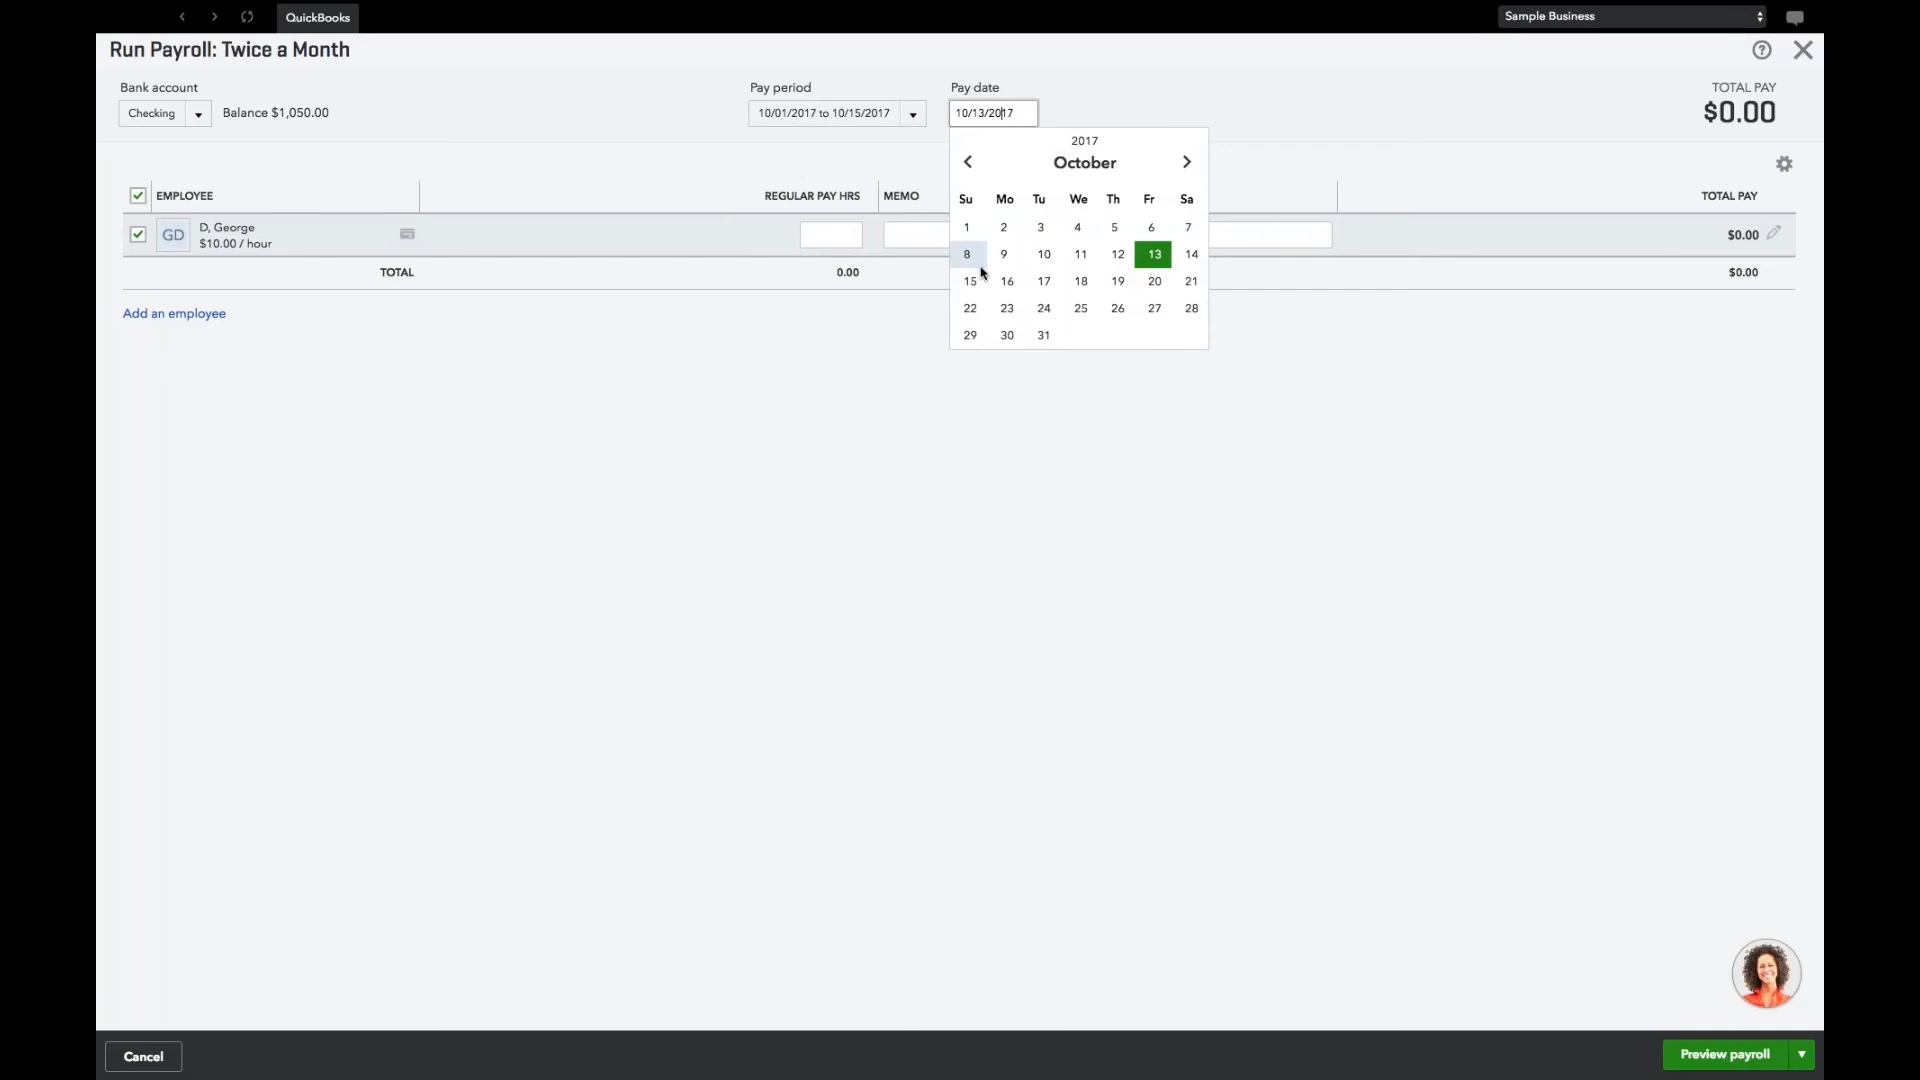 QuickBooks
Sample Business
Run Payroll: Twice a Month
Bank account
Pay period
Pay date
TOTAL PAY
Checking
Balance $1,050.00
10/01/2017 to 10/15/2017
10/13/2017
$0.00
2017
October
Su Mo Tu We Th Fr Sa
1 2 3 4 5 6 7
8 9 10 11 12 13 14
15 16 17 18 19 20 21
22 23 24 25 26 27 28
29 30 31
EMPLOYEE
REGULAR PAY HRS
MEMO
TOTAL PAY
GD
D, George
$10.00 / hour
$0.00
TOTAL
0.00
$0.00
Add an employee
Cancel
Preview payroll